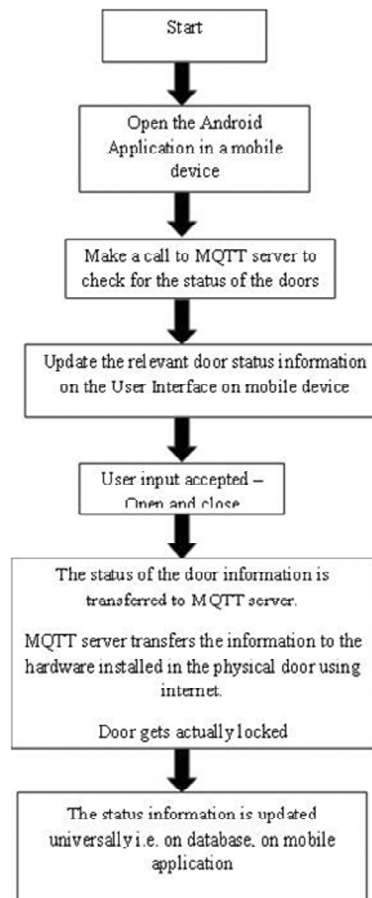 Start
Open the Android
Application in a mobile
device
Make a call to MQTT server to
check for the status of the doors
Update the relevant door status information
on the User Interface on mobile device
User input accepted –
Open and close
The status of the door information is
transferred to MQTT server.
MQTT server transfers the information to the
hardware installed in the physical door using
internet.
Door gets actually locked
The status information is updated
universally i.e. on database, on mobile
application